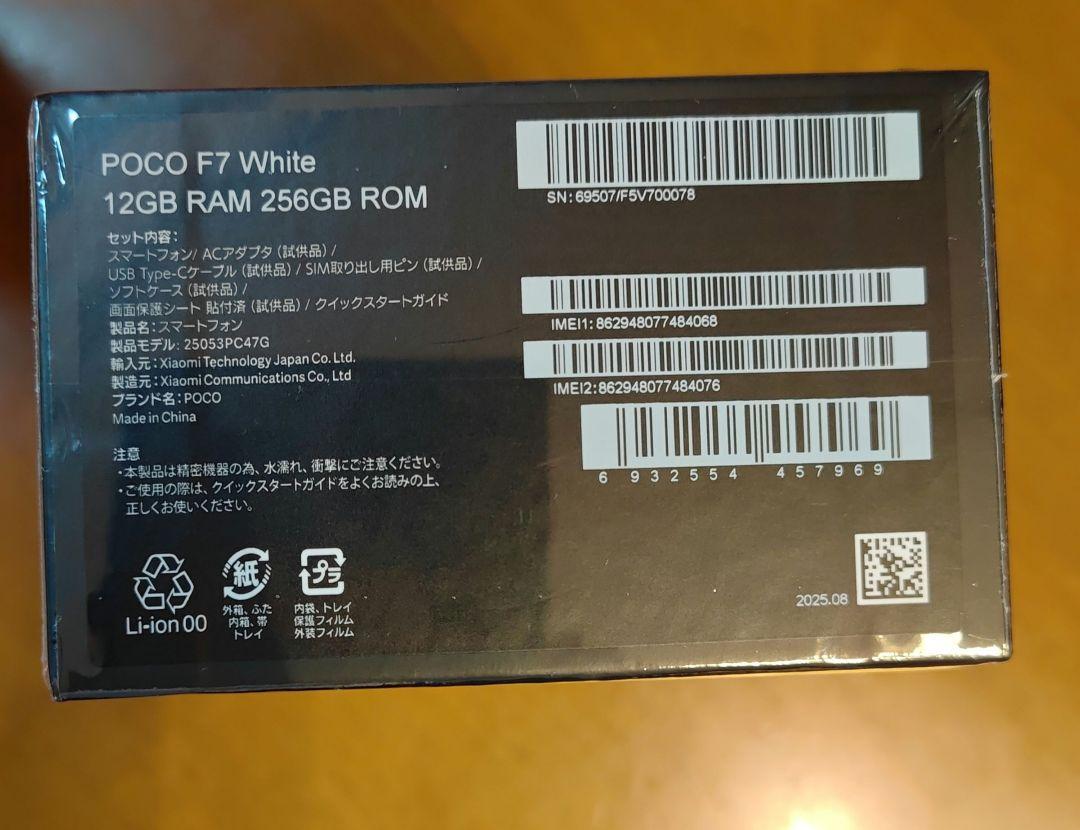 POCO F7 White
12GB RAM 256GB ROM
セット内容：
スマートフォン/ ACアダプタ（試供品）/
USB Type-Cケーブル（試供品）/ SIM取り出し用ピン（試供品）/
ソフトケース（試供品）/
画面保護シート 貼付済（試供品）/ クイックスタートガイド
製品名：スマートフォン
製品モデル: 25053PC47G
輸入元：Xiaomi Technology Japan Co. Ltd.
製造元：Xiaomi Communications Co., Ltd
ブランド名：POCO
Made in China
注意
・本製品は精密機器の為、水濡れ、衝撃にご注意ください。
・ご使用の際は、クイックスタートガイドをよくお読みの上、
正しくお使いください。
Li-ion 00
紙
外箱、ふた
内箱、帯
トレイ
プラ
内袋、トレイ
保護フィルム
外装フィルム
SN: 69507/F5V700078
IMEI1: 862948077484068
IMEI2: 862948077484076
6 932554 457969
2025.08